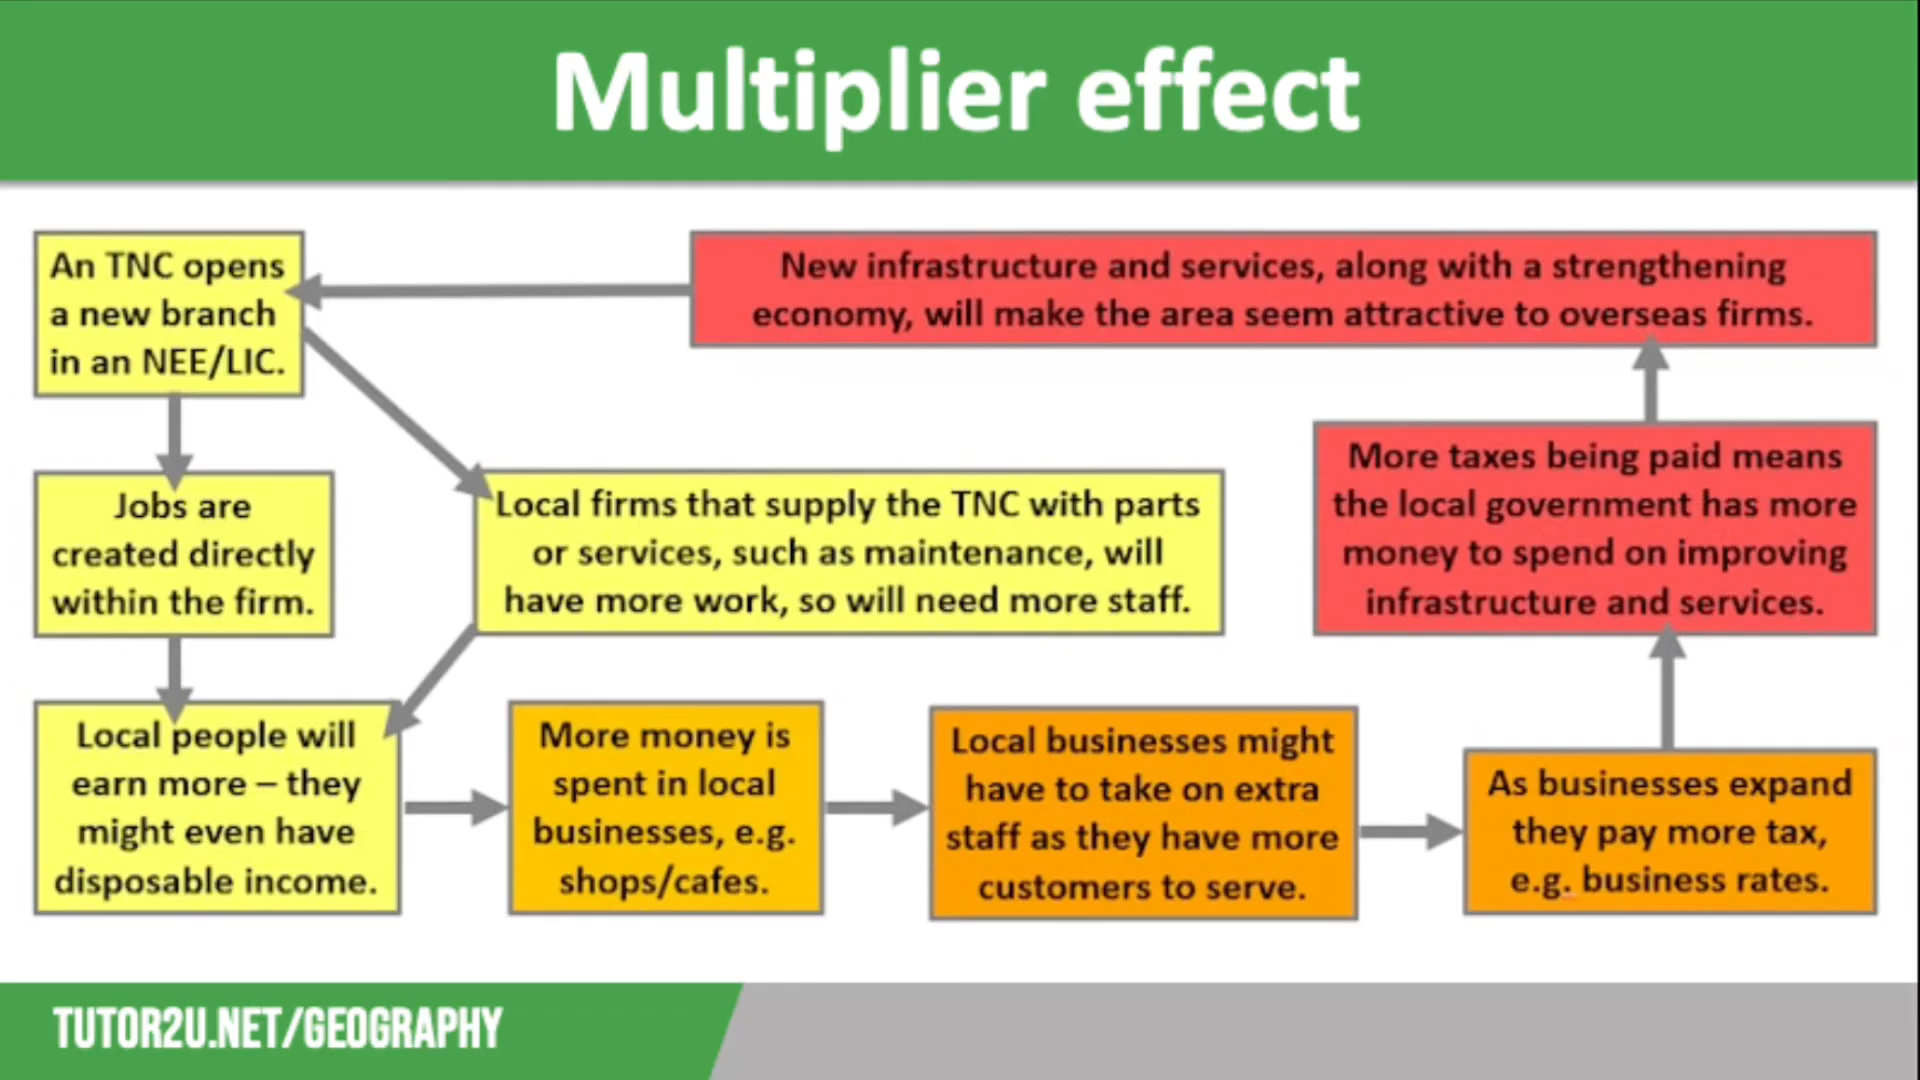 Multiplier effect
An TNC opens
a new branch
in an NEE/LIC.
New infrastructure and services, along with a strengthening
economy, will make the area seem attractive to overseas firms.
Jobs are
created directly
within the firm.
Local firms that supply the TNC with parts
or services, such as maintenance, will
have more work, so will need more staff.
More taxes being paid means
the local government has more
money to spend on improving
infrastructure and services.
Local people will
earn more – they
might even have
disposable income.
More money is
spent in local
businesses, e.g.
shops/cafes.
Local businesses might
have to take on extra
staff as they have more
customers to serve.
As businesses expand
they pay more tax,
e.g. business rates.
TUTOR2U.NET/GEOGRAPHY